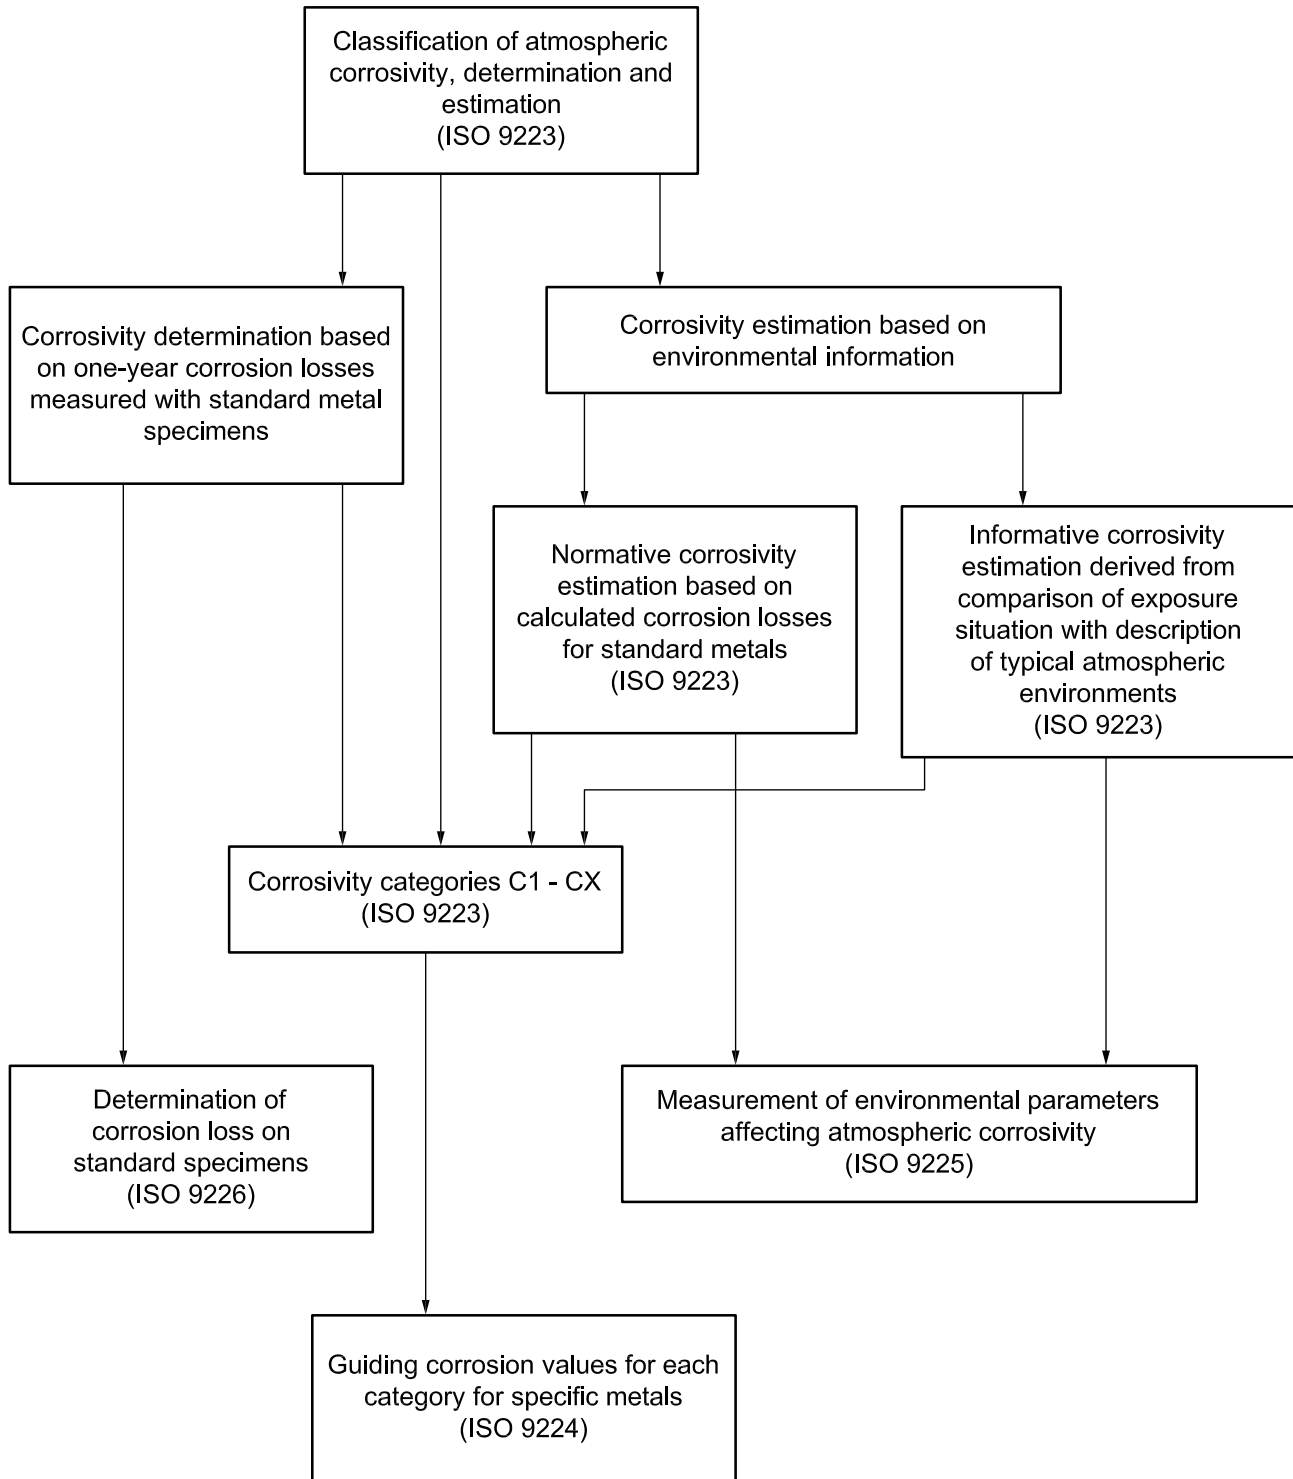 Classification of atmospheric
corrosivity, determination and
estimation
(ISO 9223)
Corrosivity determination based
on one-year corrosion losses
measured with standard metal
specimens
Corrosivity estimation based on
environmental information
Normative corrosivity
estimation based on
calculated corrosion losses
for standard metals
(ISO 9223)
Informative corrosivity
estimation derived from
comparison of exposure
situation with description
of typical atmospheric
environments
(ISO 9223)
Corrosivity categories C1 - CX
(ISO 9223)
Determination of
corrosion loss on
standard specimens
(ISO 9226)
Measurement of environmental parameters
affecting atmospheric corrosivity
(ISO 9225)
Guiding corrosion values for each
category for specific metals
(ISO 9224)